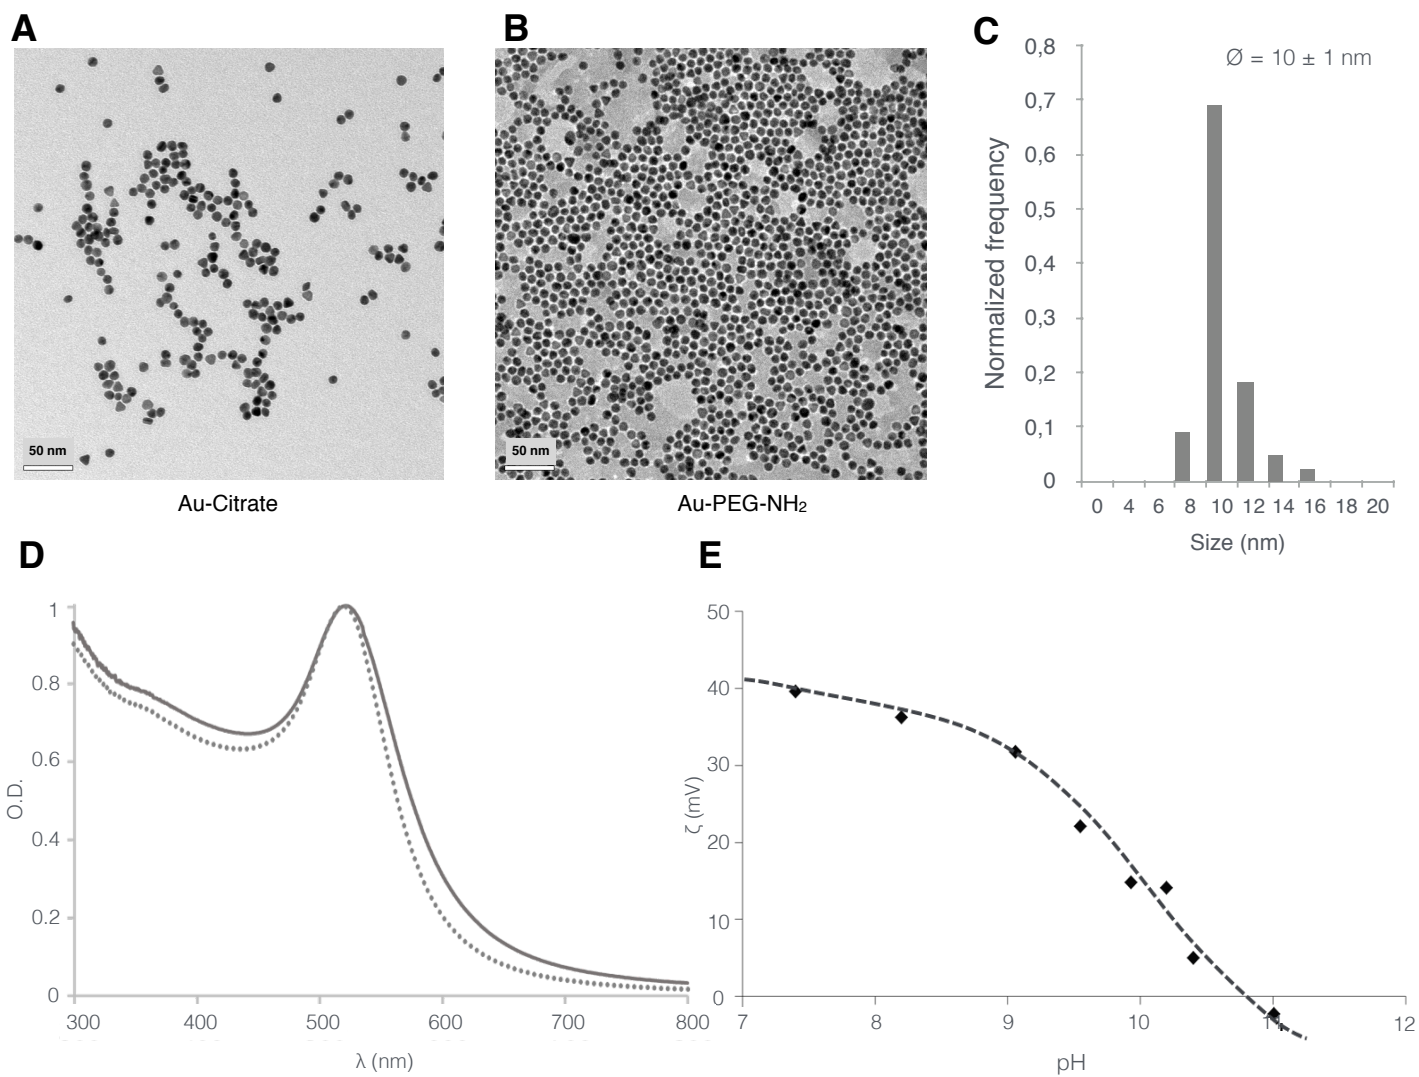 A
50 nm
Au-Citrate
B
50 nm
Au-PEG-NH₂
C
Ø = 10 ± 1 nm
Normalized frequency
0,8
0,7
0,6
0,5
0,4
0,3
0,2
0,1
0
0 4 6 8 10 12 14 16 18 20
Size (nm)
D
O.D.
1
0.8
0.6
0.4
0.2
0
300 400 500 600 700 800
λ (nm)
E
ζ (mV)
50
40
30
20
10
0
7 8 9 10 11 12
pH